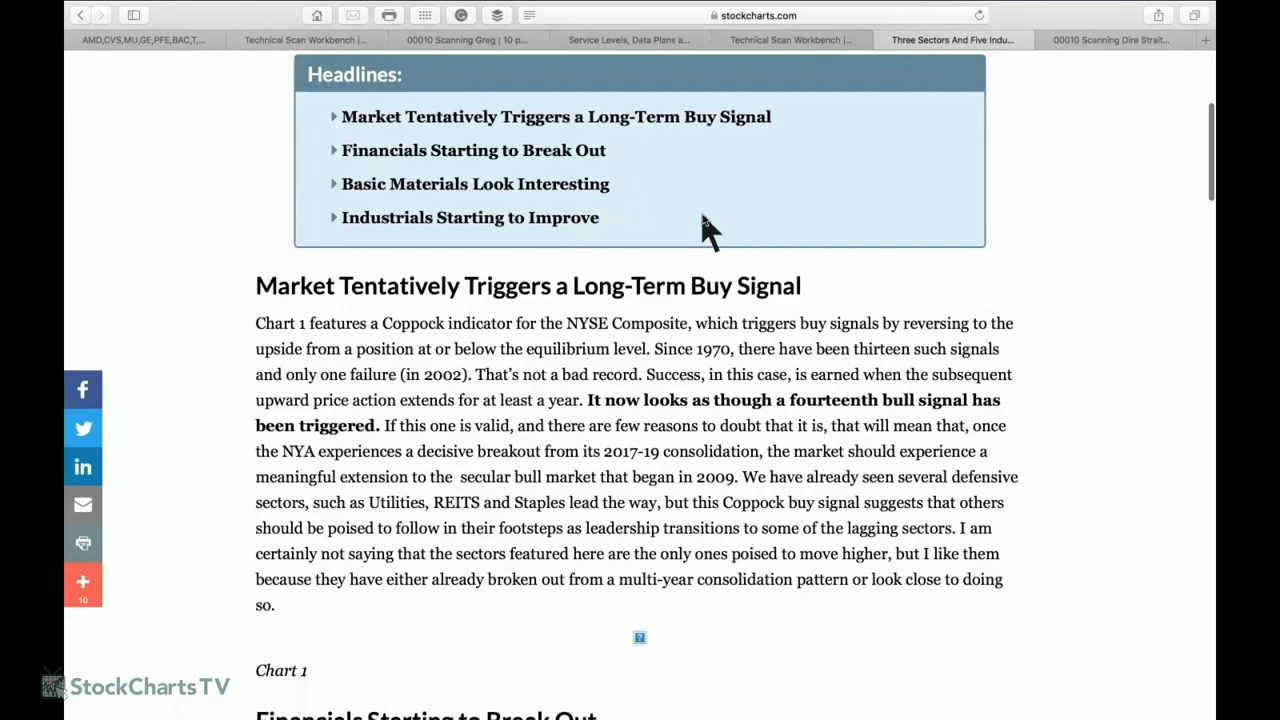 stockcharts.com
AMD,CVS,MU,GE,PFE,BAC,T,...
Technical Scan Workbench |...
00010 Scanning Greg | 10 p...
Service Levels, Data Plans a...
Technical Scan Workbench |...
Three Sectors And Five Indu...
00010 Scanning Dire Strait...
Headlines:
Market Tentatively Triggers a Long-Term Buy Signal
Financials Starting to Break Out
Basic Materials Look Interesting
Industrials Starting to Improve
Market Tentatively Triggers a Long-Term Buy Signal
Chart 1 features a Coppock indicator for the NYSE Composite, which triggers buy signals by reversing to the
upside from a position at or below the equilibrium level. Since 1970, there have been thirteen such signals
and only one failure (in 2002). That's not a bad record. Success, in this case, is earned when the subsequent
upward price action extends for at least a year. It now looks as though a fourteenth bull signal has
been triggered. If this one is valid, and there are few reasons to doubt that it is, that will mean that, once
the NYA experiences a decisive breakout from its 2017-19 consolidation, the market should experience a
meaningful extension to the secular bull market that began in 2009. We have already seen several defensive
sectors, such as Utilities, REITS and Staples lead the way, but this Coppock buy signal suggests that others
should be poised to follow in their footsteps as leadership transitions to some of the lagging sectors. I am
certainly not saying that the sectors featured here are the only ones poised to move higher, but I like them
because they have either already broken out from a multi-year consolidation pattern or look close to doing
so.
10
?
Chart 1
StockChartsTV
Financials Starting to Break Out